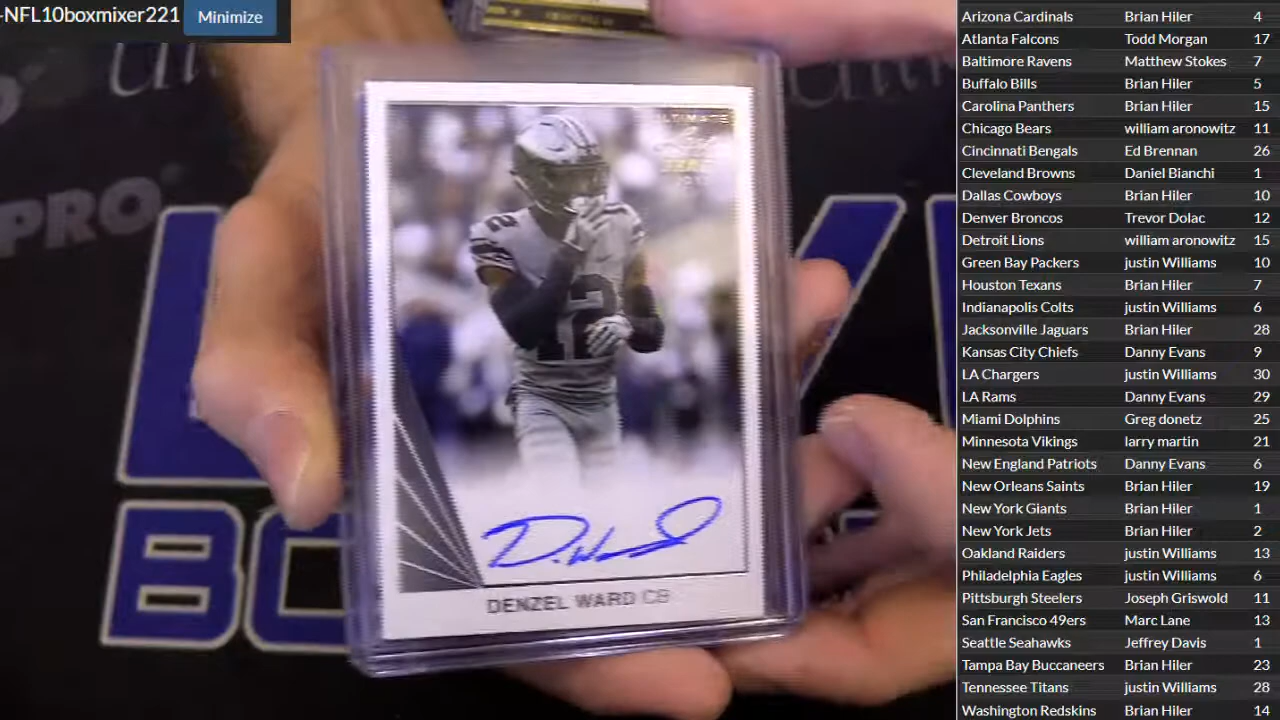 -NFL10boxmixer221 Minimize
PRO
ULTIMATE
12
D. Ward
DENZEL WARD CB
Arizona Cardinals Brian Hiler 4
Atlanta Falcons Todd Morgan 17
Baltimore Ravens Matthew Stokes 7
Buffalo Bills Brian Hiler 5
Carolina Panthers Brian Hiler 15
Chicago Bears william aronowitz 11
Cincinnati Bengals Ed Brennan 26
Cleveland Browns Daniel Bianchi 1
Dallas Cowboys Brian Hiler 10
Denver Broncos Trevor Dolac 12
Detroit Lions william aronowitz 15
Green Bay Packers justin Williams 10
Houston Texans Brian Hiler 7
Indianapolis Colts justin Williams 6
Jacksonville Jaguars Brian Hiler 28
Kansas City Chiefs Danny Evans 9
LA Chargers justin Williams 30
LA Rams Danny Evans 29
Miami Dolphins Greg donetz 25
Minnesota Vikings larry martin 21
New England Patriots Danny Evans 6
New Orleans Saints Brian Hiler 19
New York Giants Brian Hiler 1
New York Jets Brian Hiler 2
Oakland Raiders justin Williams 13
Philadelphia Eagles justin Williams 6
Pittsburgh Steelers Joseph Griswold 11
San Francisco 49ers Marc Lane 13
Seattle Seahawks Jeffrey Davis 1
Tampa Bay Buccaneers Brian Hiler 23
Tennessee Titans justin Williams 28
Washington Redskins Brian Hiler 14